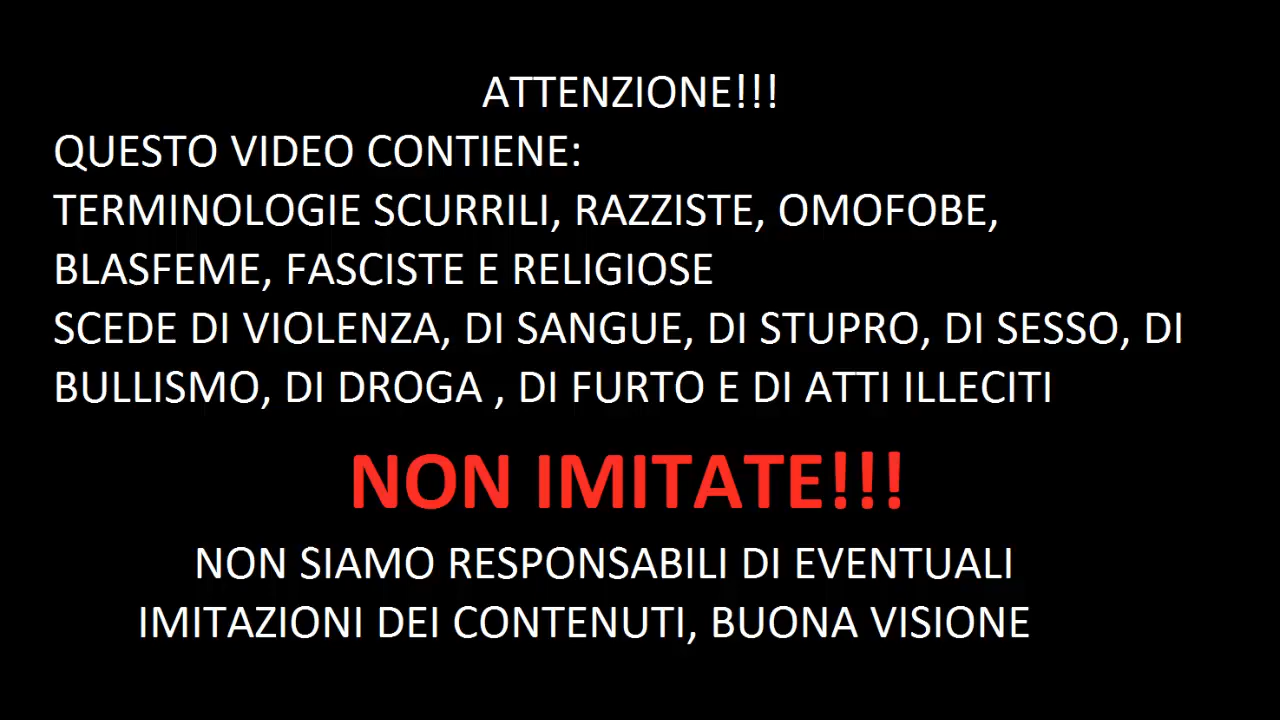 ATTENZIONE!!!
QUESTO VIDEO CONTIENE:
TERMINOLOGIE SCURRILI, RAZZISTE, OMOFOBE,
BLASFEME, FASCISTE E RELIGIOSE
SCEDE DI VIOLENZA, DI SANGUE, DI STUPRO, DI SESSO, DI
BULLISMO, DI DROGA , DI FURTO E DI ATTI ILLECITI
NON IMITATE!!!
NON SIAMO RESPONSABILI DI EVENTUALI
IMITAZIONI DEI CONTENUTI, BUONA VISIONE